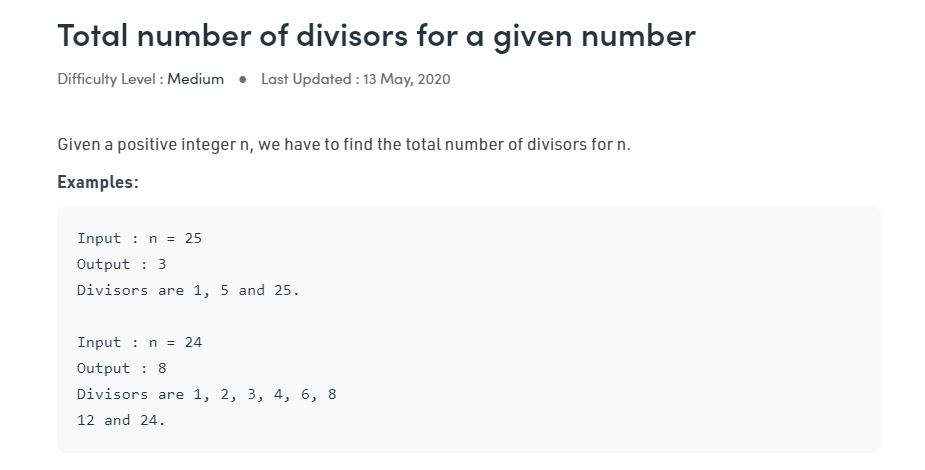 Total number of divisors for a given number
Difficulty Level : Medium ● Last Updated : 13 May, 2020
Given a positive integer n, we have to find the total number of divisors for n.
Examples:
Input : n = 25
Output : 3
Divisors are 1, 5 and 25.
Input : n = 24
Output : 8
Divisors are 1, 2, 3, 4, 6, 8
12 and 24.